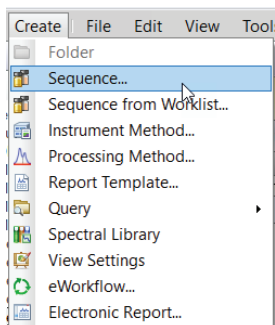 Create File Edit View Tool
Folder
Sequence...
Sequence from Worklist...
Instrument Method...
Processing Method...
Report Template...
Query
Spectral Library
View Settings
eWorkflow...
Electronic Report...